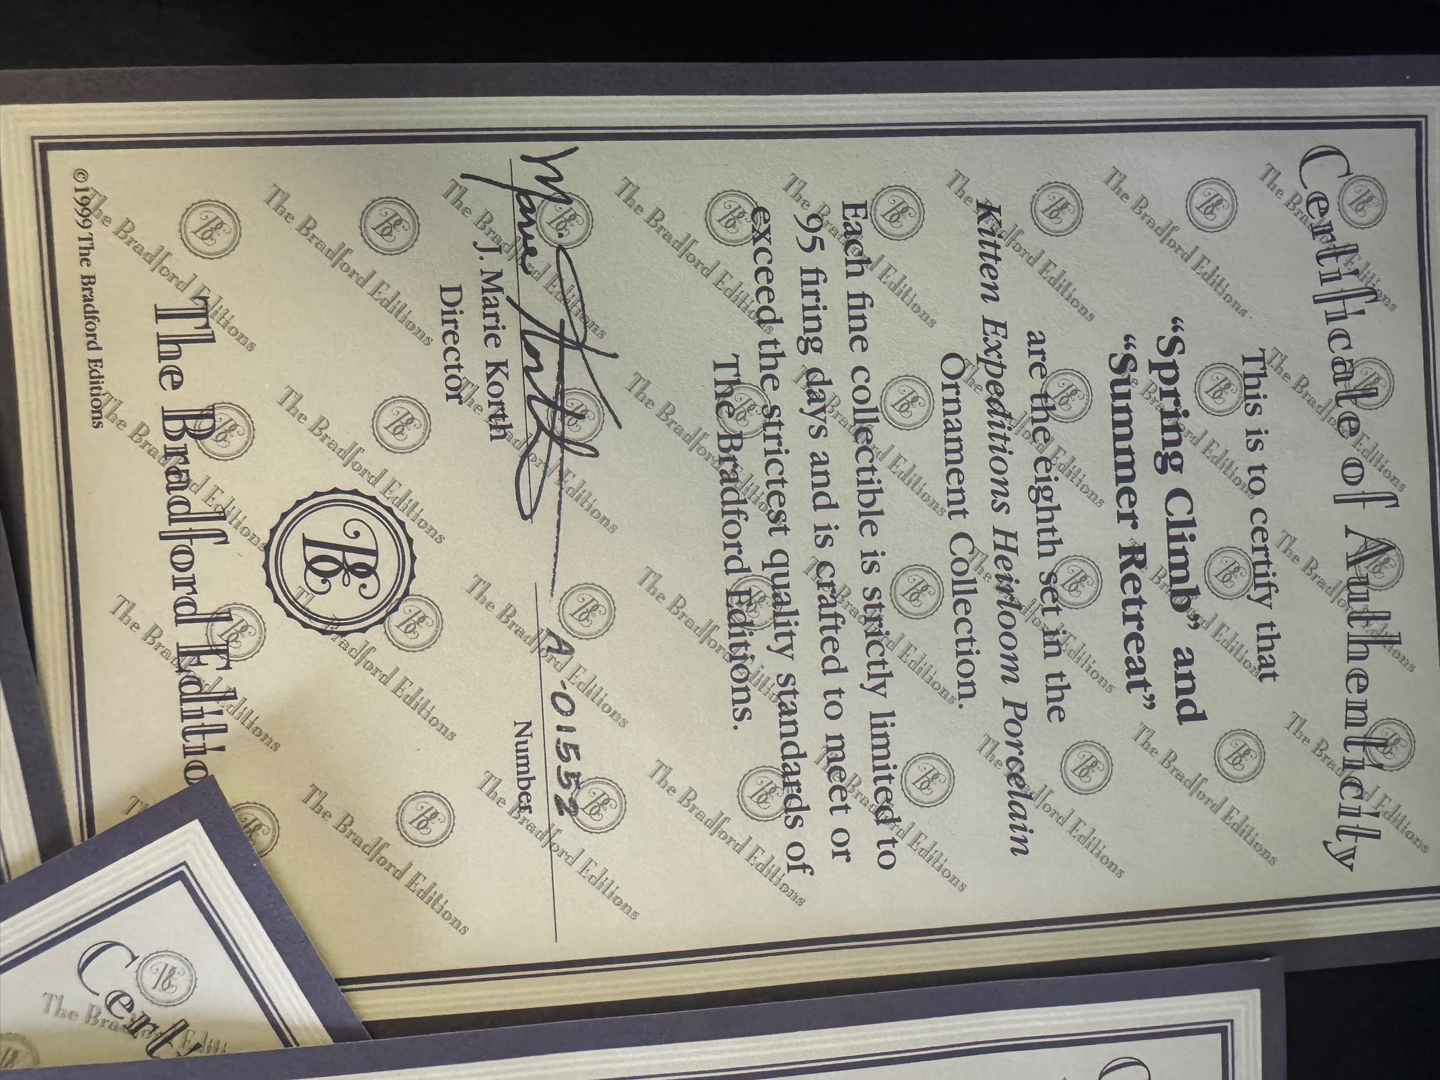 Certificate of Authenticity
This is to certify that
“Spring Climb” and
“Summer Retreat”
are the eighth set in the
Kitten Expeditions Heirloom Porcelain
Ornament Collection.
Each fine collectible is strictly limited to
95 firing days and is crafted to meet or
exceed the strictest quality standards of
The Bradford Editions.
Marie Korth
J. Marie Korth
Director
A-01552
Number
The Bradford Editio
©1999 The Bradford Editions